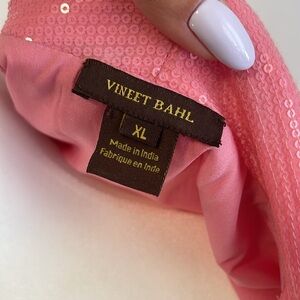 VINEET BAHL
XL
Made in India
Fabriqué en Inde